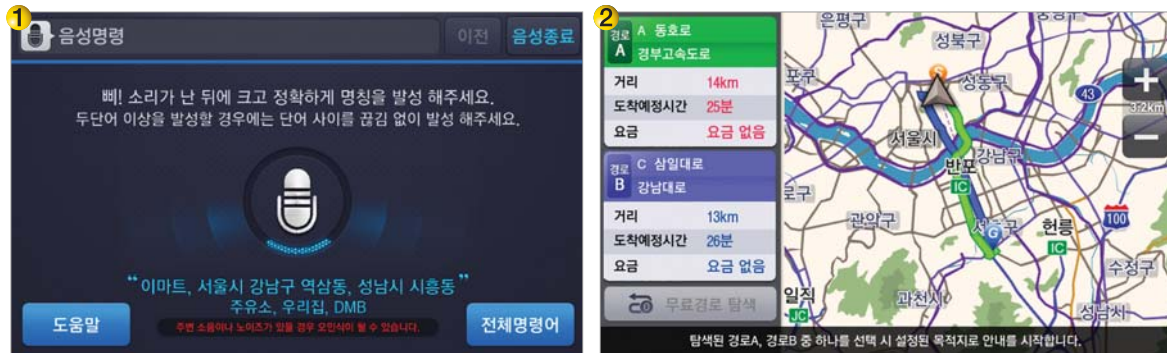 1
음성명령
이전
음성종료
삐! 소리가 난 뒤에 크고 정확하게 명칭을 발성 해주세요.
두단어 이상을 발성할 경우에는 단어 사이를 끊김 없이 발성 해주세요.
“이마트, 서울시 강남구 역삼동, 성남시 시흥동”
주유소, 우리집, DMB
주변 소음이나 노이즈가 있을 경우 오인식이 될 수 있습니다.
도움말
전체명령어
2
경로 A
A 동호로
경부고속도로
거리 14km
도착예정시간 25분
요금 요금 없음
경로 B
C 삼일대로
강남대로
거리 13km
도착예정시간 26분
요금 요금 없음
무료경로 탐색
은평구
성북구
성동구
43
3.2km
서울시
강남구
반포
IC
로구
관악구
G
헌릉
IC
100
수정구
일직
JC
과천시
성남시
탐색된 경로A, 경로B 중 하나를 선택 시 설정된 목적지로 안내를 시작합니다.